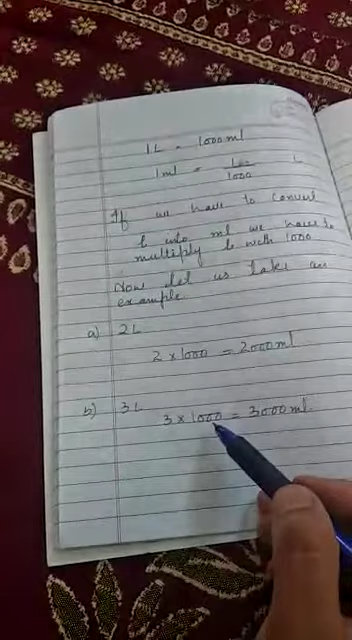 1L = 1000ml
1ml = 1/1000 L
If we have to convert
L into ml we have to
multiply L with 1000
Now let us take an
example.
a) 2L
2 × 1000 = 2000ml
b) 3L
3 × 1000 = 3000ml.